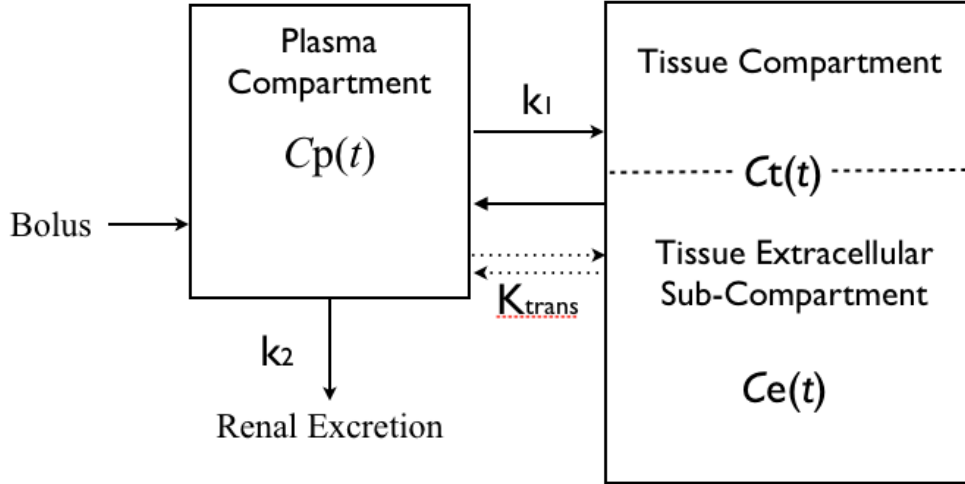 Plasma
Compartment
Cp(t)
Bolus
k1
Ktrans
k2
Renal Excretion
Tissue Compartment
Ct(t)
Tissue Extracellular
Sub-Compartment
Ce(t)